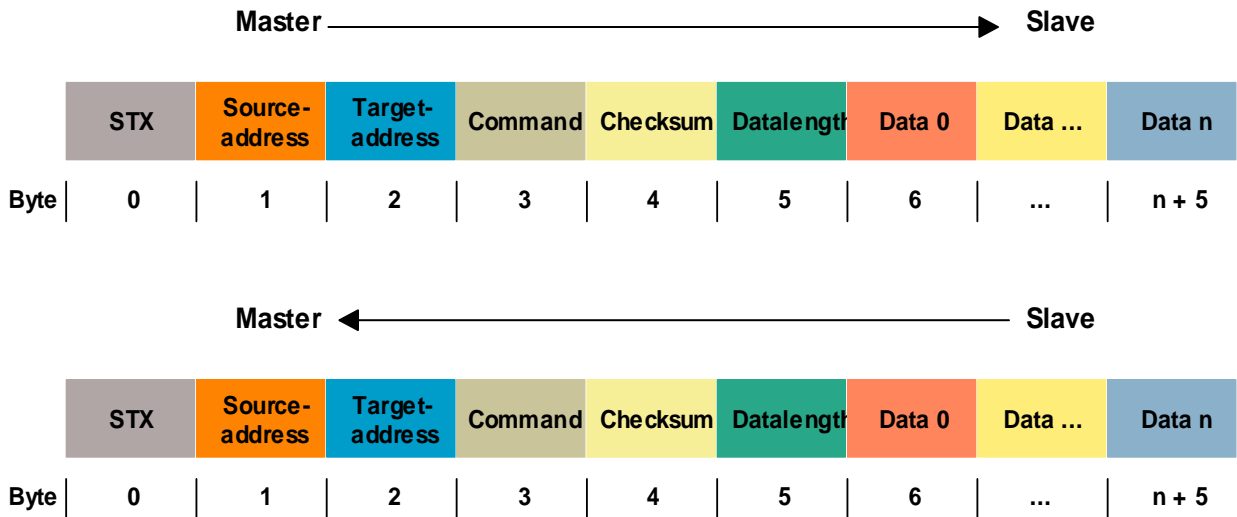 Master Slave
STX Source- Target- Command Checksum Datalength Data 0 Data ... Data n
address address
Byte 0 1 2 3 4 5 6 ... n + 5
Master Slave
STX Source- Target- Command Checksum Datalength Data 0 Data ... Data n
address address
Byte 0 1 2 3 4 5 6 ... n + 5